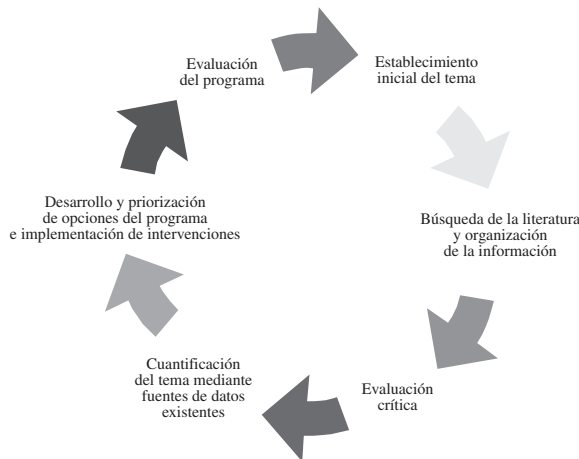 Evaluación
del programa
Establecimiento
inicial del tema
Búsqueda de la literatura
y organización
de la información
Evaluación
crítica
Cuantificación
del tema mediante
fuentes de datos
existentes
Desarrollo y priorización
de opciones del programa
e implementación de intervenciones